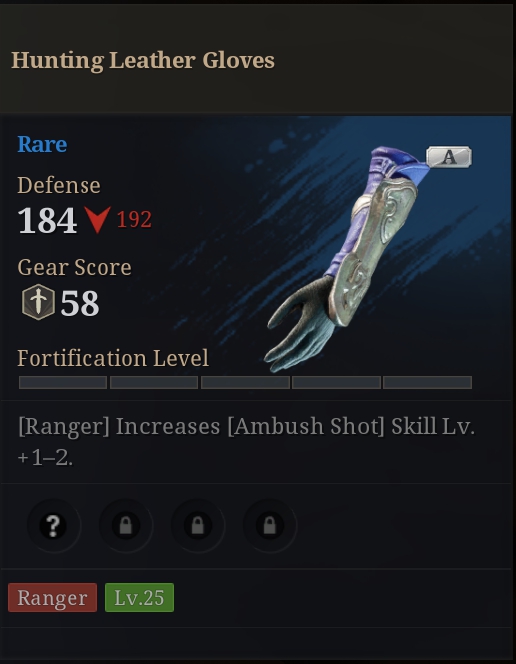 Hunting Leather Gloves
Rare
A
Defense
184 192
Gear Score
58
Fortification Level
[Ranger] Increases [Ambush Shot] Skill Lv.
+1–2.
?
Ranger Lv.25